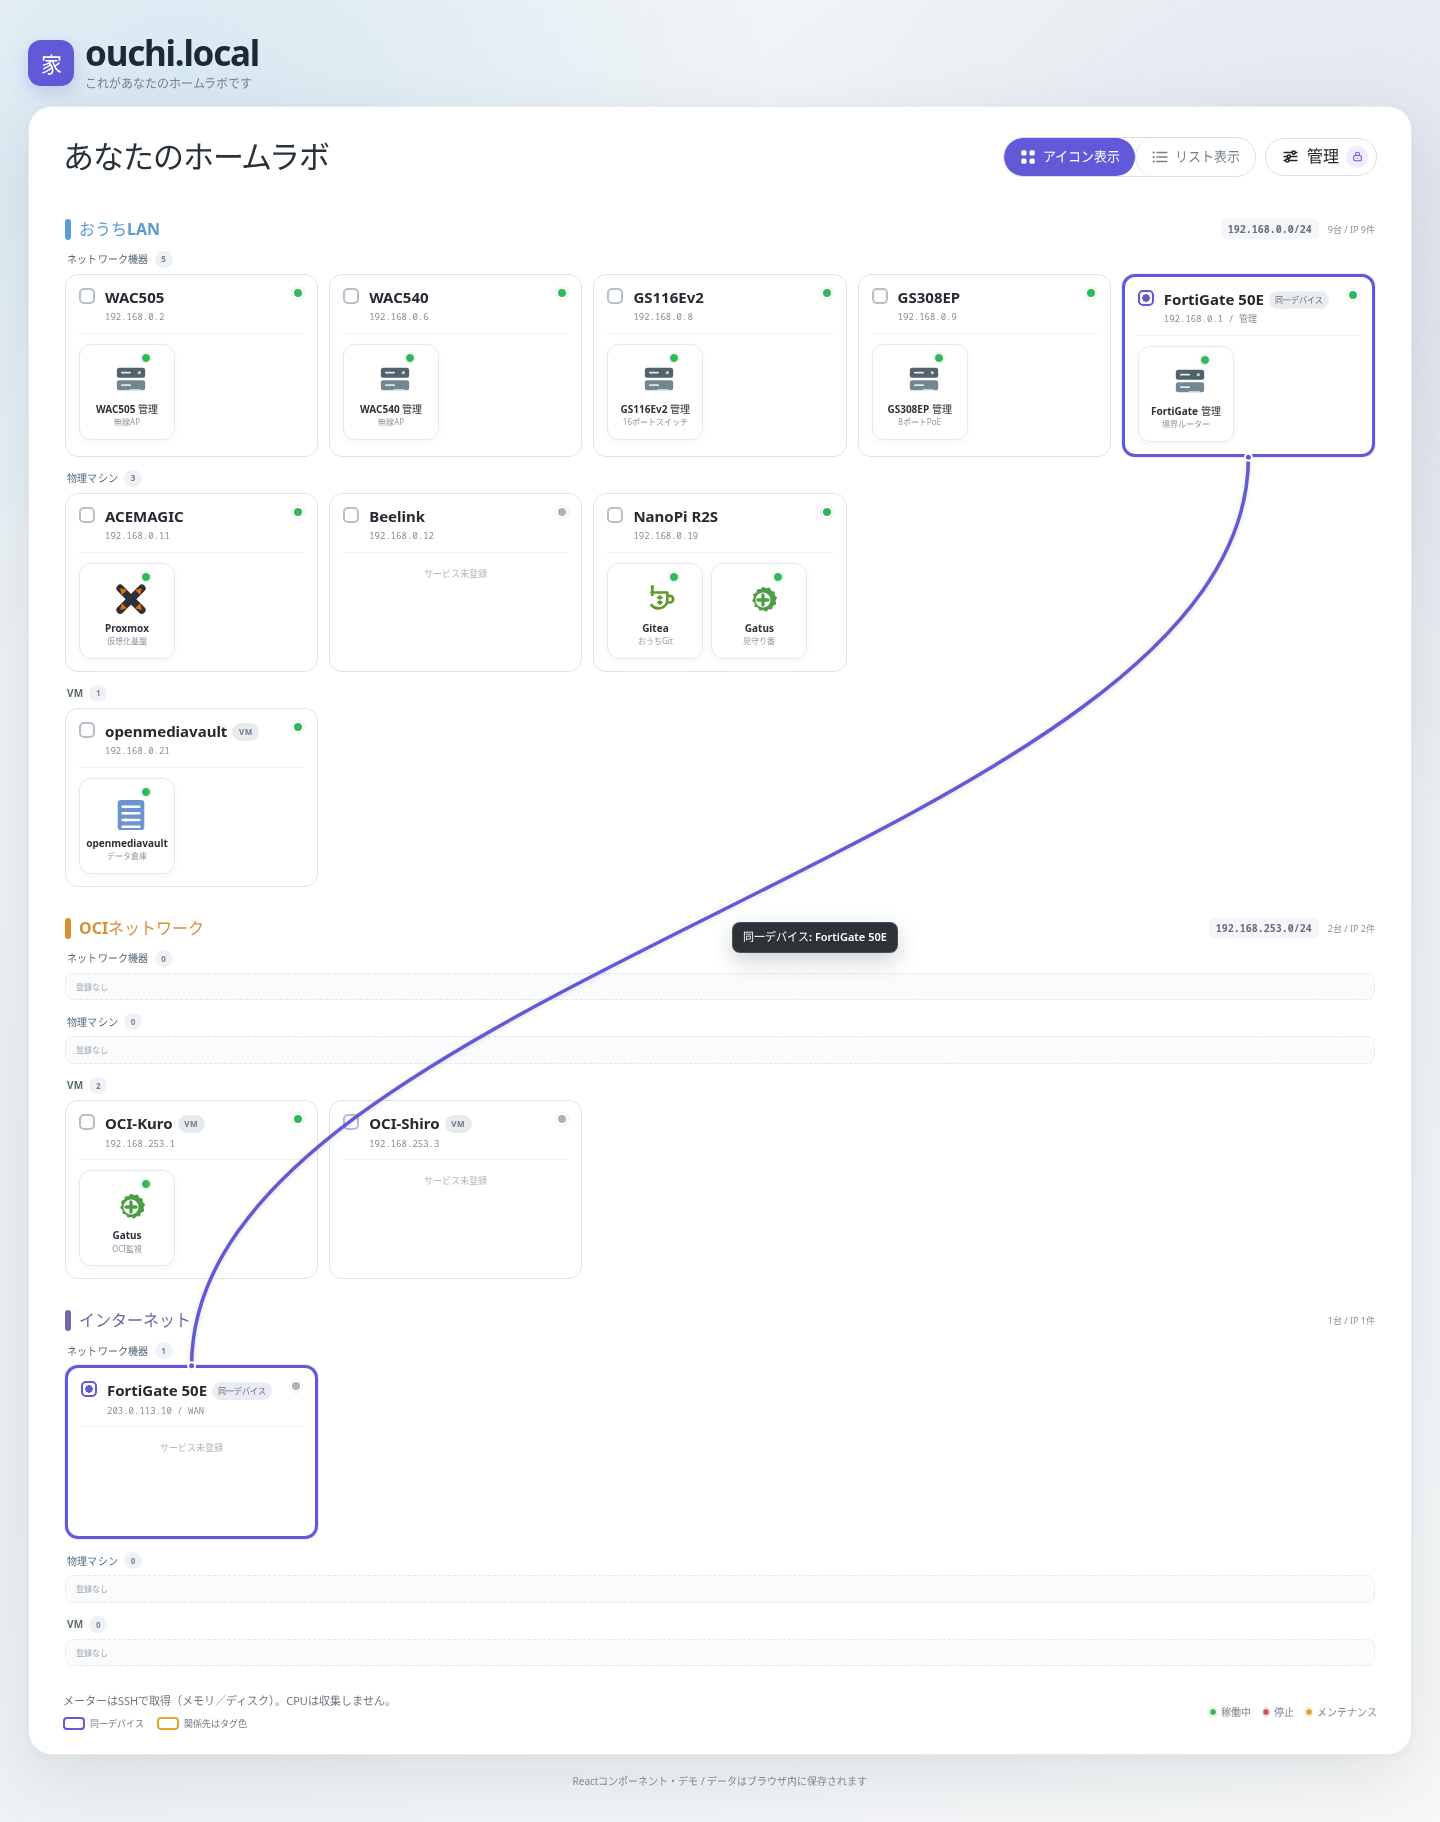 家
ouchi.local
これがあなたのホームラボです
あなたのホームラボ
アイコン表示
リスト表示
管理
おうちLAN
192.168.0.0/24
9台 / IP 9件
ネットワーク機器 5
WAC505
192.168.0.2
WAC505 管理
無線AP
WAC540
192.168.0.6
WAC540 管理
無線AP
GS116Ev2
192.168.0.8
GS116Ev2 管理
16ポートスイッチ
GS308EP
192.168.0.9
GS308EP 管理
8ポートPoE
FortiGate 50E 同一デバイス
192.168.0.1 / 管理
FortiGate 管理
境界ルーター
物理マシン 3
ACEMAGIC
192.168.0.11
Proxmox
仮想化基盤
Beelink
192.168.0.12
サービス未登録
NanoPi R2S
192.168.0.19
Gitea
おうちGit
Gatus
見守り番
VM 1
openmediavault VM
192.168.0.21
openmediavault
データ倉庫
OCIネットワーク
192.168.253.0/24
2台 / IP 2件
同一デバイス: FortiGate 50E
ネットワーク機器 0
登録なし
物理マシン 0
登録なし
VM 2
OCI-Kuro VM
192.168.253.1
Gatus
OCI監視
OCI-Shiro VM
192.168.253.3
サービス未登録
インターネット
1台 / IP 1件
ネットワーク機器 1
FortiGate 50E 同一デバイス
203.0.113.10 / WAN
サービス未登録
物理マシン 0
登録なし
VM 0
登録なし
メーターはSSHで取得（メモリ／ディスク）。CPUは収集しません。
同一デバイス 関係先はタグ色
稼働中 停止 メンテナンス
Reactコンポーネント・デモ / データはブラウザ内に保存されます